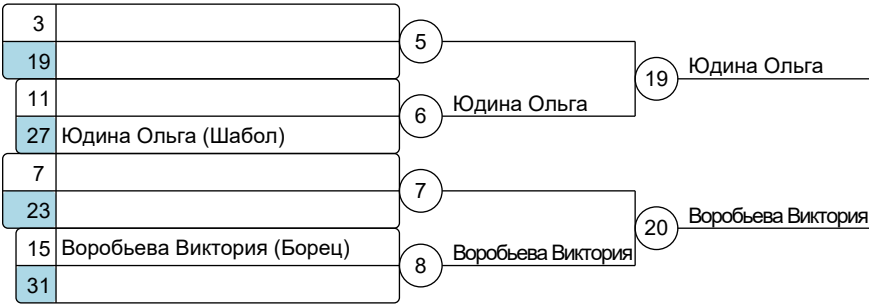 3
19
5
11
27 Юдина Ольга (Шабол)
6 Юдина Ольга
19 Юдина Ольга
7
23
7
15 Воробьева Виктория (Борец)
31
8 Воробьева Виктория
20 Воробьева Виктория